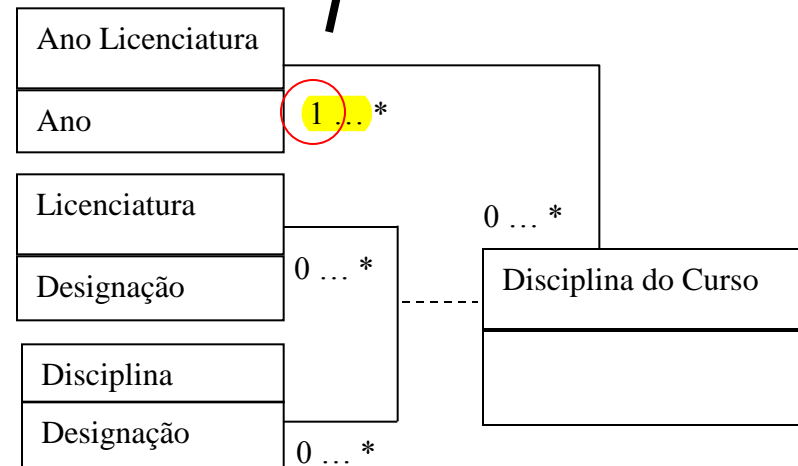 Ano Licenciatura
Ano
1 … *
Licenciatura
0 … *
Designação
0 … *
Disciplina do Curso
Disciplina
Designação
0 … *